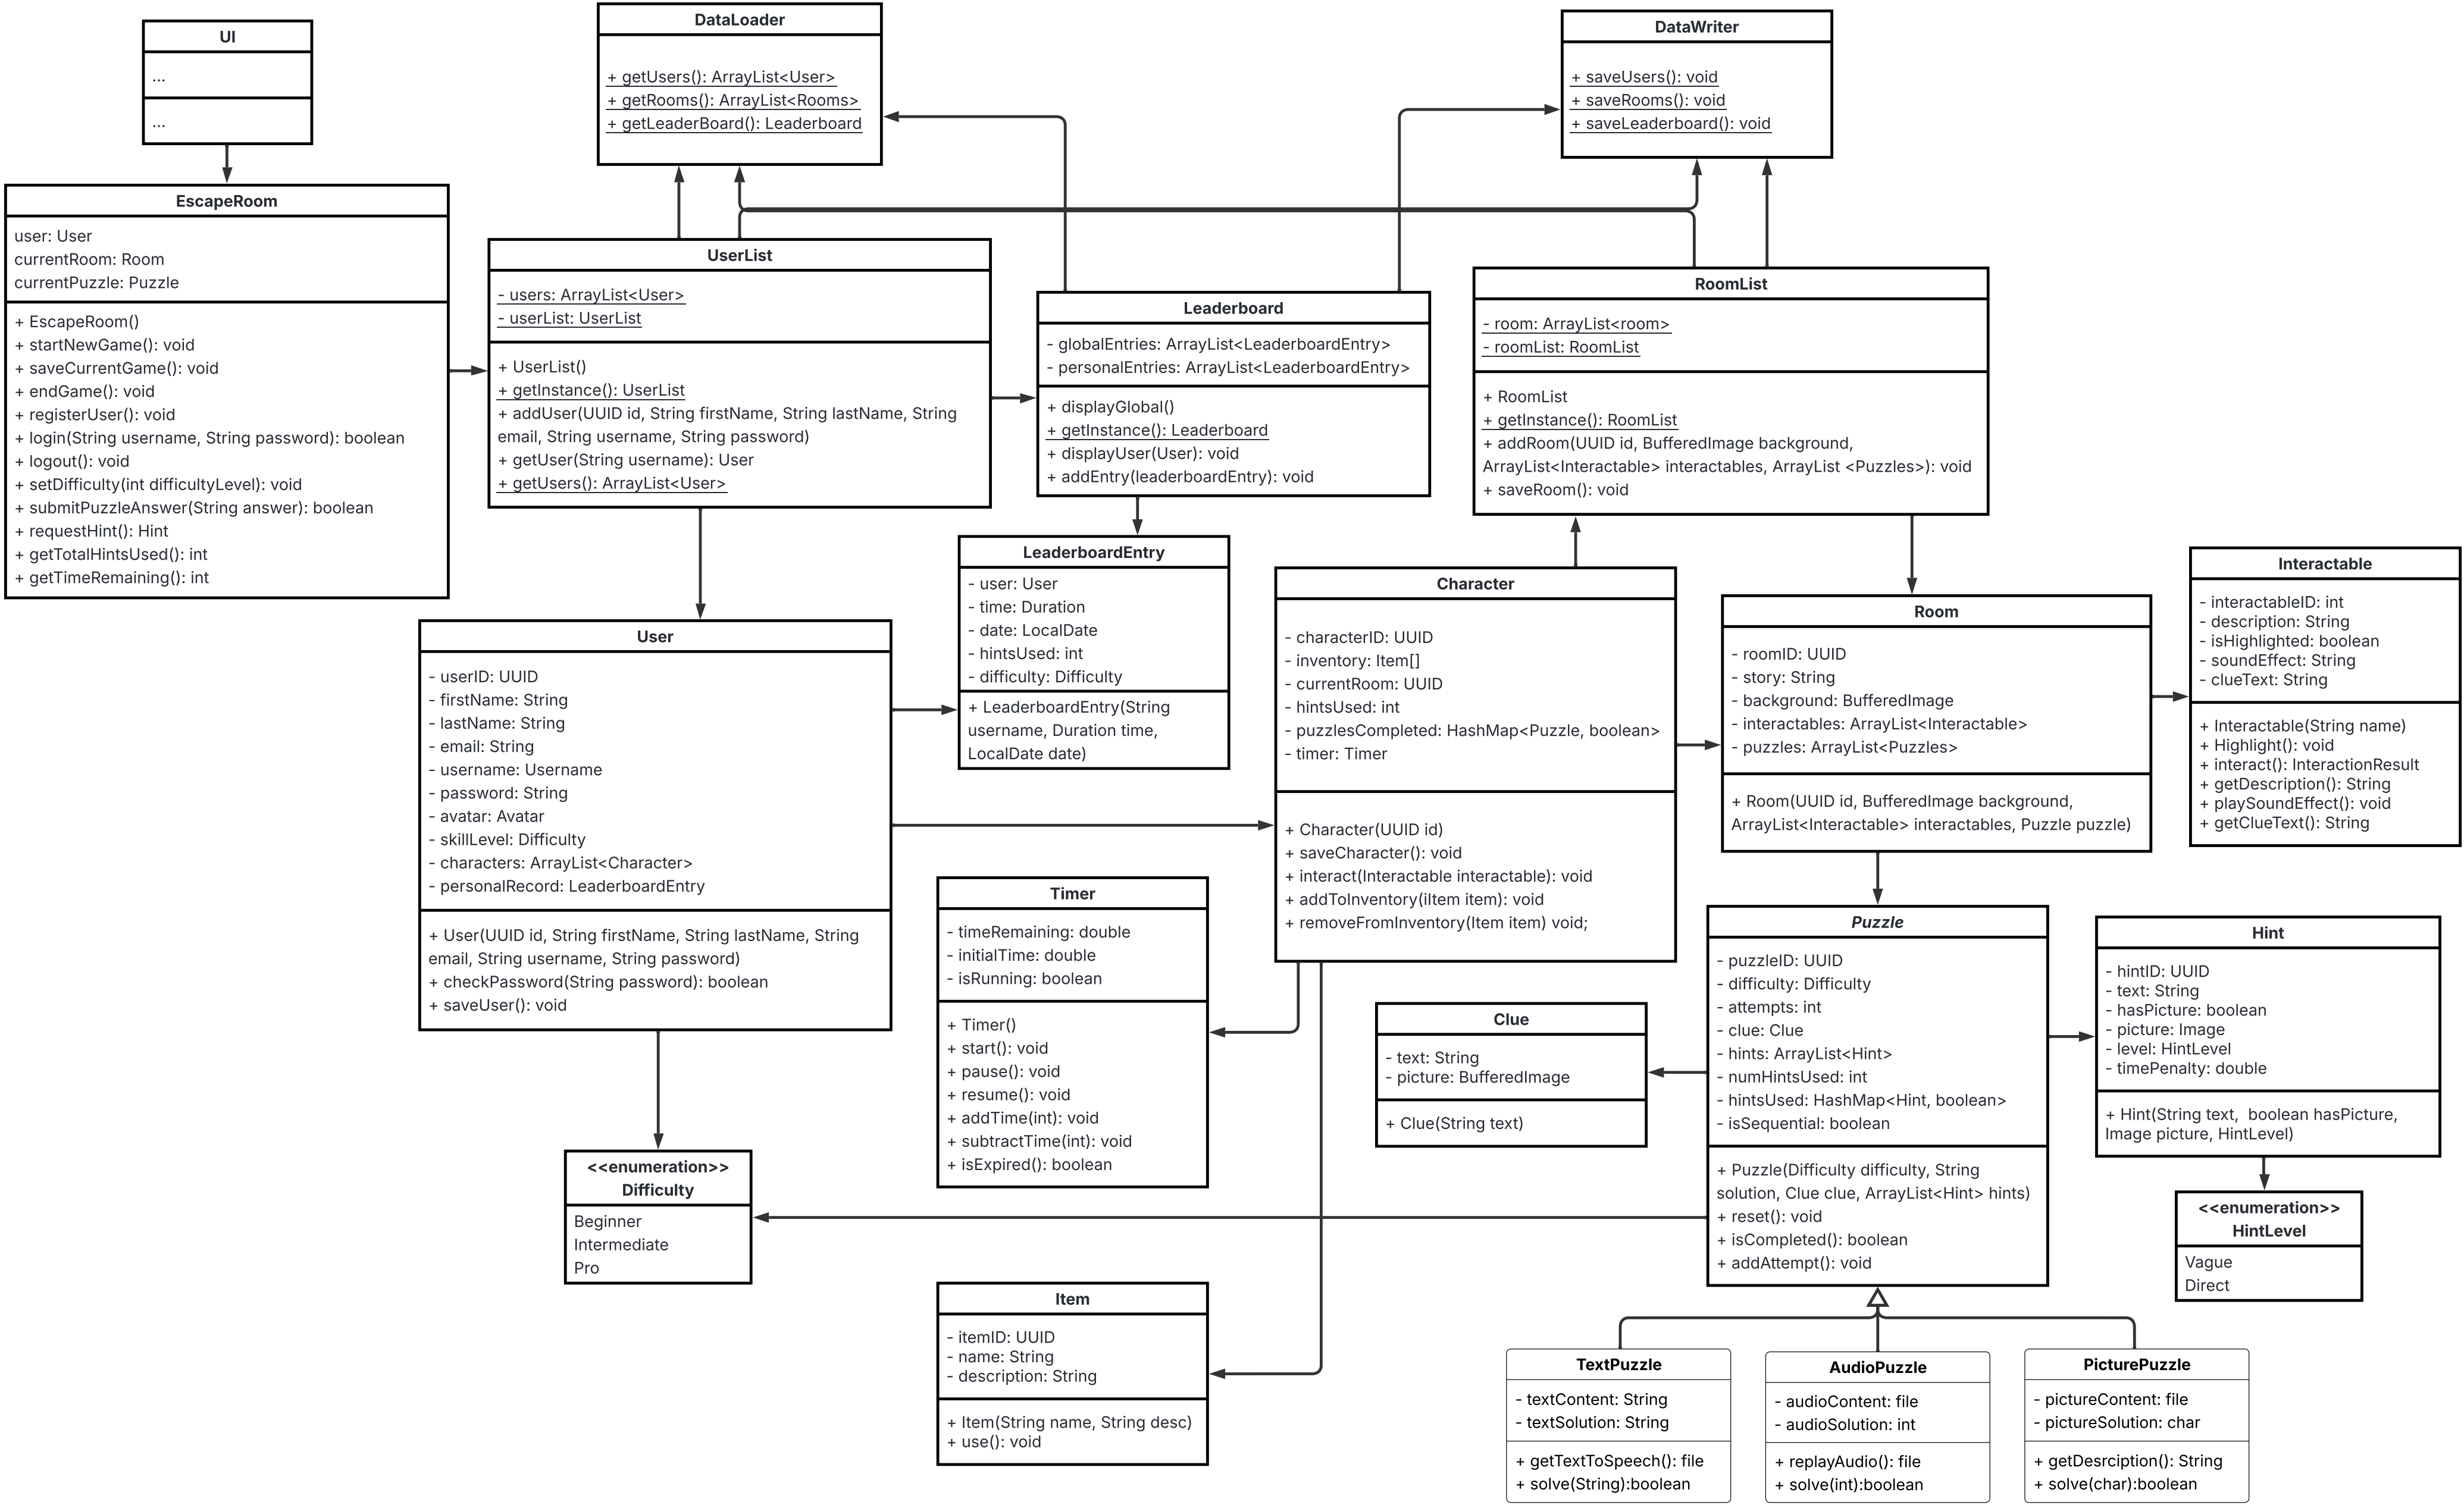 UI
...
...
DataLoader
+ getUsers(): ArrayList<User>
+ getRooms(): ArrayList<Rooms>
+ getLeaderBoard(): Leaderboard
DataWriter
+ saveUsers(): void
+ saveRooms(): void
+ saveLeaderboard(): void
EscapeRoom
user: User
currentRoom: Room
currentPuzzle: Puzzle
+ EscapeRoom()
+ startNewGame(): void
+ saveCurrentGame(): void
+ endGame(): void
+ registerUser(): void
+ login(String username, String password): boolean
+ logout(): void
+ setDifficulty(int difficultyLevel): void
+ submitPuzzleAnswer(String answer): boolean
+ requestHint(): Hint
+ getTotalHintsUsed(): int
+ getTimeRemaining(): int
UserList
- users: ArrayList<User>
- userList: UserList
+ UserList()
+ getInstance(): UserList
+ addUser(UUID id, String firstName, String lastName, String
email, String username, String password)
+ getUser(String username): User
+ getUsers(): ArrayList<User>
Leaderboard
- globalEntries: ArrayList<LeaderboardEntry>
- personalEntries: ArrayList<LeaderboardEntry>
+ displayGlobal()
+ getInstance(): Leaderboard
+ displayUser(User): void
+ addEntry(leaderboardEntry): void
RoomList
- room: ArrayList<room>
- roomList: RoomList
+ RoomList
+ getInstance(): RoomList
+ addRoom(UUID id, BufferedImage background,
ArrayList<Interactable> interactables, ArrayList <Puzzles>): void
+ saveRoom(): void
LeaderboardEntry
- user: User
- time: Duration
- date: LocalDate
- hintsUsed: int
- difficulty: Difficulty
+ LeaderboardEntry(String
username, Duration time,
LocalDate date)
Character
- characterID: UUID
- inventory: Item[]
- currentRoom: UUID
- hintsUsed: int
- puzzlesCompleted: HashMap<Puzzle, boolean>
- timer: Timer
+ Character(UUID id)
+ saveCharacter(): void
+ interact(Interactable interactable): void
+ addToInventory(iItem item): void
+ removeFromInventory(Item item) void;
Room
- roomID: UUID
- story: String
- background: BufferedImage
- interactables: ArrayList<Interactable>
- puzzles: ArrayList<Puzzles>
+ Room(UUID id, BufferedImage background,
ArrayList<Interactable> interactables, Puzzle puzzle)
Interactable
- interactableID: int
- description: String
- isHighlighted: boolean
- soundEffect: String
- clueText: String
+ Interactable(String name)
+ Highlight(): void
+ interact(): InteractionResult
+ getDescription(): String
+ playSoundEffect(): void
+ getClueText(): String
User
- userID: UUID
- firstName: String
- lastName: String
- email: String
- username: Username
- password: String
- avatar: Avatar
- skillLevel: Difficulty
- characters: ArrayList<Character>
- personalRecord: LeaderboardEntry
+ User(UUID id, String firstName, String lastName, String
email, String username, String password)
+ checkPassword(String password): boolean
+ saveUser(): void
Timer
- timeRemaining: double
- initialTime: double
- isRunning: boolean
+ Timer()
+ start(): void
+ pause(): void
+ resume(): void
+ addTime(int): void
+ subtractTime(int): void
+ isExpired(): boolean
Clue
- text: String
- picture: BufferedImage
+ Clue(String text)
Puzzle
- puzzleID: UUID
- difficulty: Difficulty
- attempts: int
- clue: Clue
- hints: ArrayList<Hint>
- numHintsUsed: int
- hintsUsed: HashMap<Hint, boolean>
- isSequential: boolean
+ Puzzle(Difficulty difficulty, String
solution, Clue clue, ArrayList<Hint> hints)
+ reset(): void
+ isCompleted(): boolean
+ addAttempt(): void
Hint
- hintID: UUID
- text: String
- hasPicture: boolean
- picture: Image
- level: HintLevel
- timePenalty: double
+ Hint(String text,  boolean hasPicture,
Image picture, HintLevel)
<<enumeration>>
Difficulty
Beginner
Intermediate
Pro
<<enumeration>>
HintLevel
Vague
Direct
Item
- itemID: UUID
- name: String
- description: String
+ Item(String name, String desc)
+ use(): void
TextPuzzle
- textContent: String
- textSolution: String
+ getTextToSpeech(): file
+ solve(String):boolean
AudioPuzzle
- audioContent: file
- audioSolution: int
+ replayAudio(): file
+ solve(int):boolean
PicturePuzzle
- pictureContent: file
- pictureSolution: char
+ getDesrciption(): String
+ solve(char):boolean